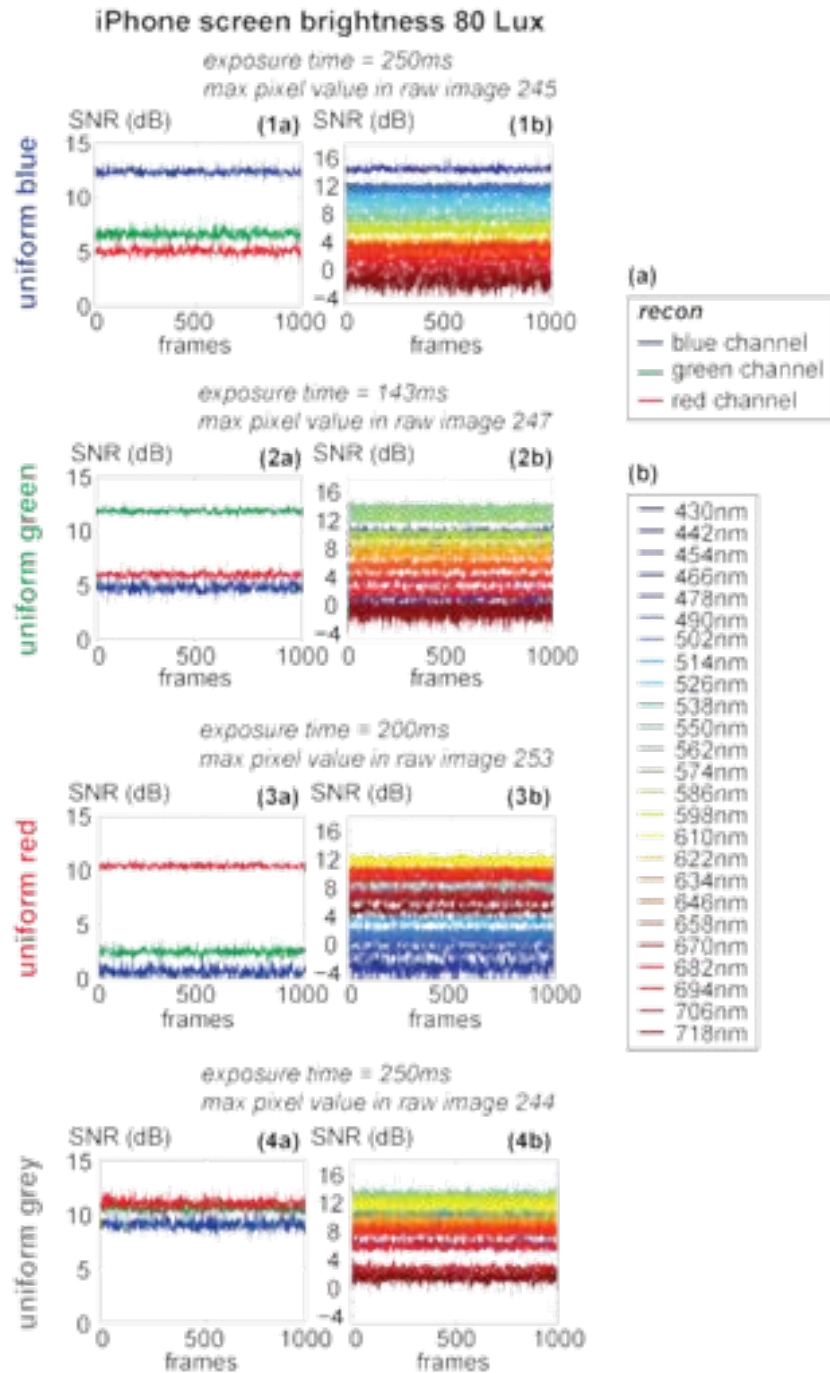 iPhone screen brightness 80 Lux
exposure time = 250ms
max pixel value in raw image 245
SNR (dB) (1a) SNR (dB) (1b)
uniform blue
15
10
5
0
16
12
8
4
0
−4
0 500 1000 0 500 1000
frames frames
exposure time = 143ms
max pixel value in raw image 247
SNR (dB) (2a) SNR (dB) (2b)
uniform green
15
10
5
0
16
12
8
4
0
−4
0 500 1000 0 500 1000
frames frames
exposure time = 200ms
max pixel value in raw image 253
SNR (dB) (3a) SNR (dB) (3b)
uniform red
15
10
5
0
16
12
8
4
0
−4
0 500 1000 0 500 1000
frames frames
exposure time = 250ms
max pixel value in raw image 244
SNR (dB) (4a) SNR (dB) (4b)
uniform grey
15
10
5
0
16
12
8
4
0
−4
0 500 1000 0 500 1000
frames frames
(a)
recon
blue channel
green channel
red channel
(b)
430nm
442nm
454nm
466nm
478nm
490nm
502nm
514nm
526nm
538nm
550nm
562nm
574nm
586nm
598nm
610nm
622nm
634nm
646nm
658nm
670nm
682nm
694nm
706nm
718nm